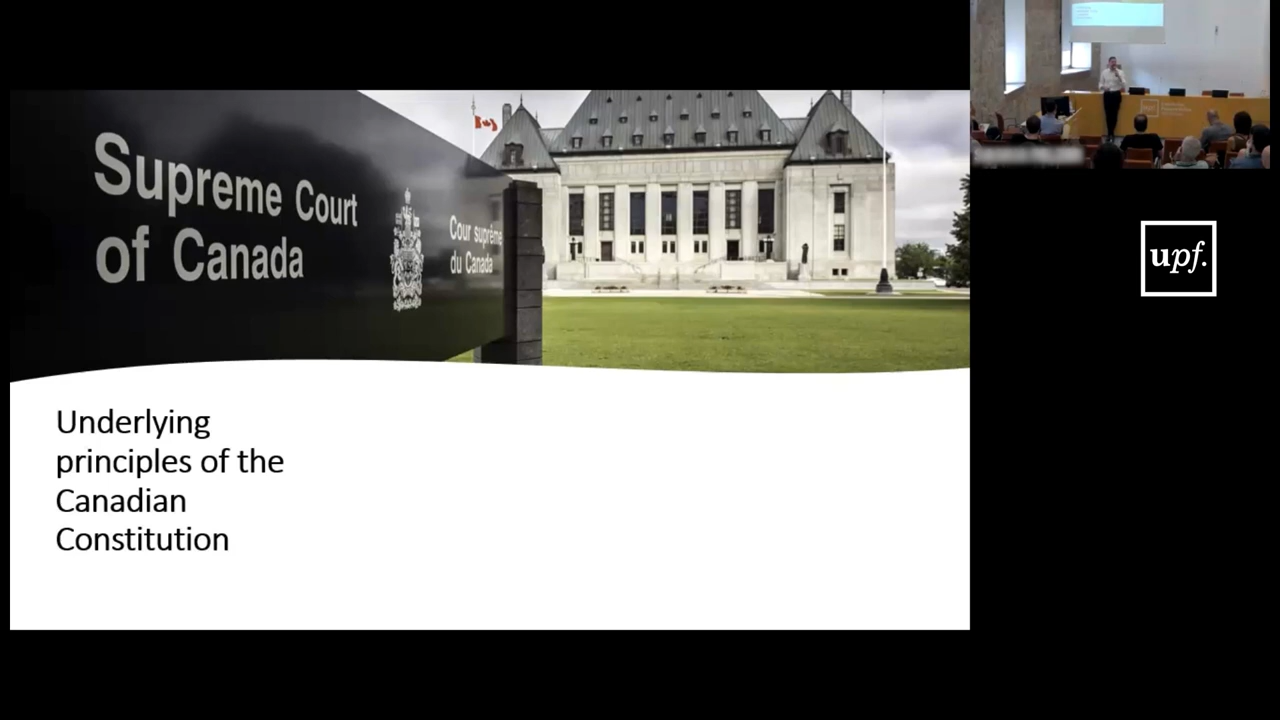 Supreme Court
of Canada
Cour suprême
du Canada
Underlying
principles of the
Canadian
Constitution
upf.